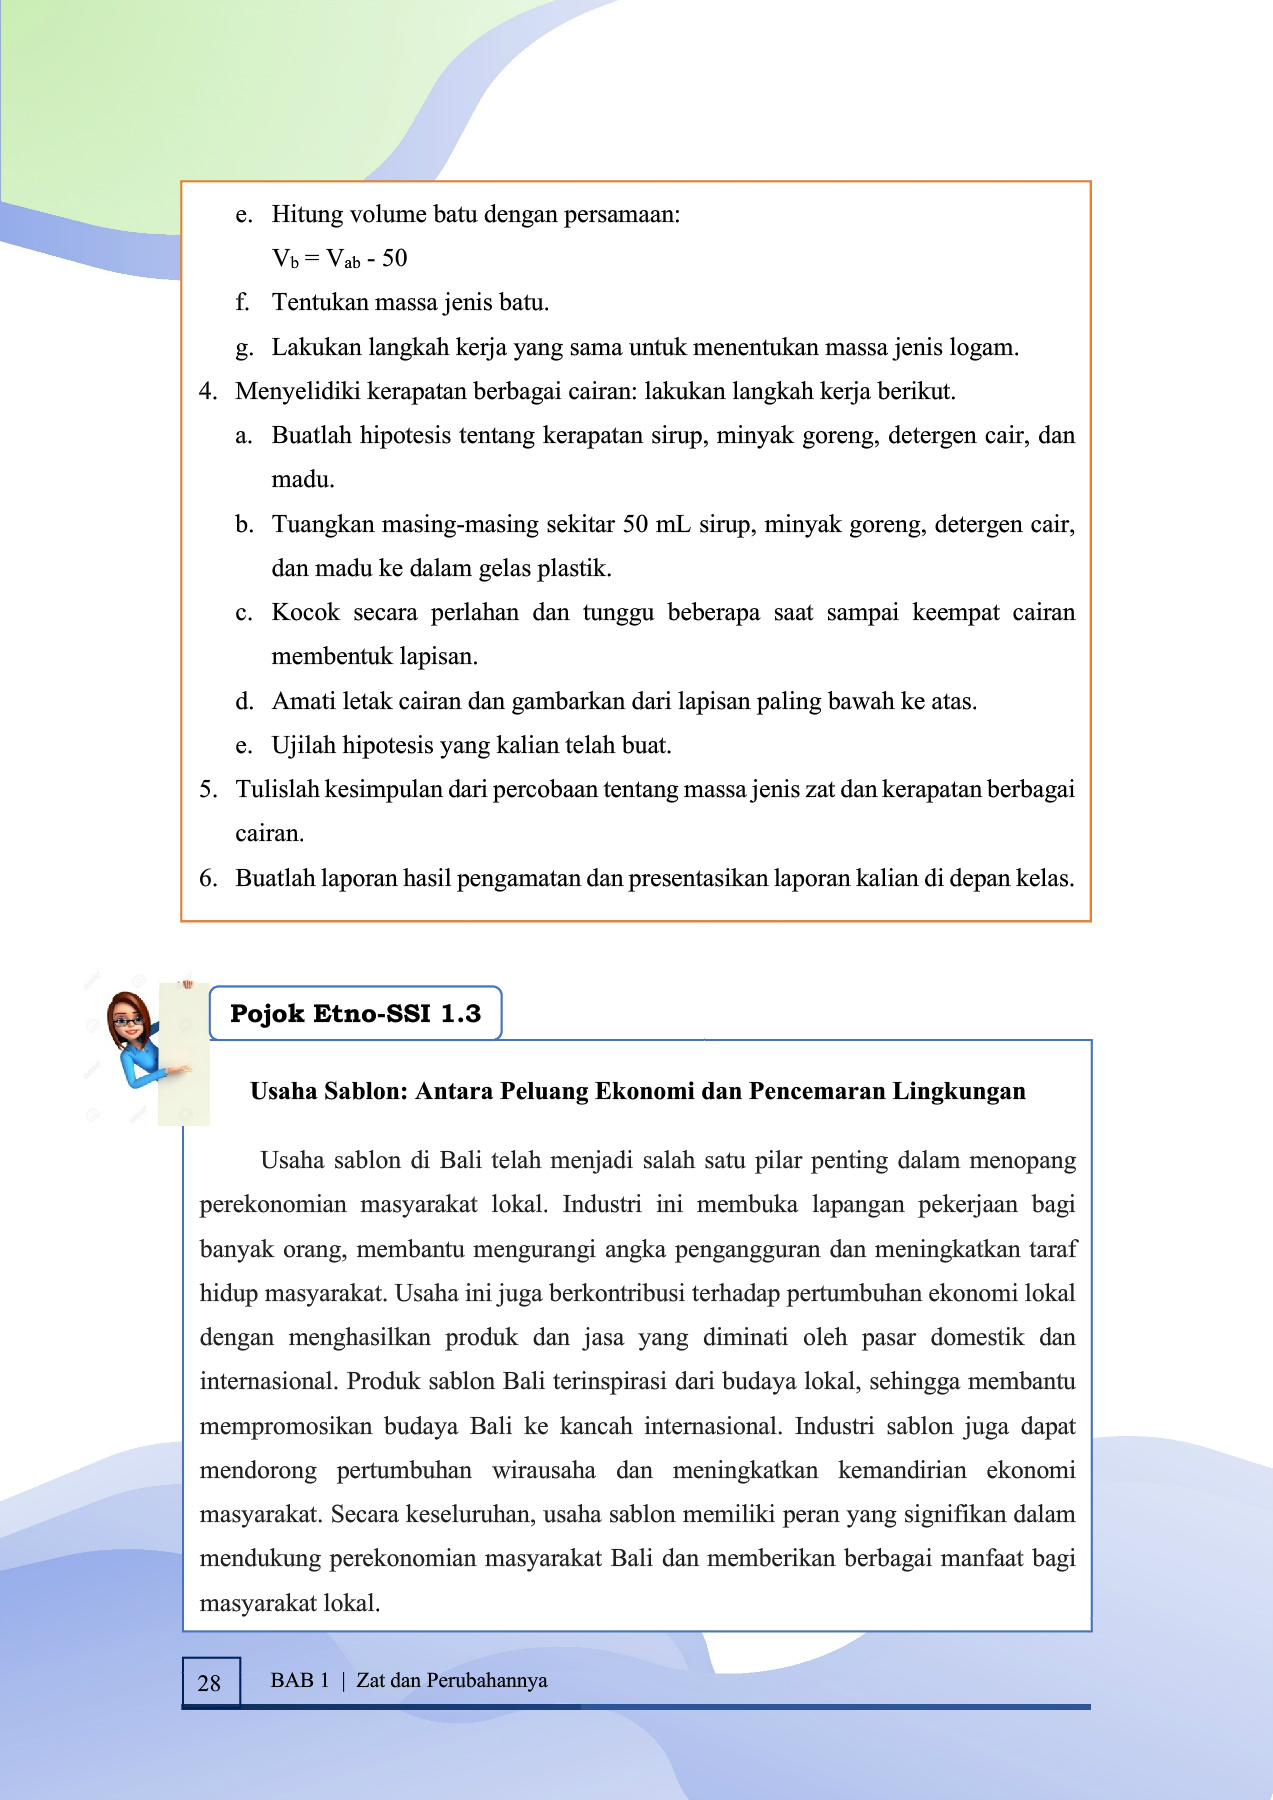 e. Hitung volume batu dengan persamaan:
Vb = Vab - 50
f. Tentukan massa jenis batu.
g. Lakukan langkah kerja yang sama untuk menentukan massa jenis logam.
4. Menyelidiki kerapatan berbagai cairan: lakukan langkah kerja berikut.
a. Buatlah hipotesis tentang kerapatan sirup, minyak goreng, detergen cair, dan
madu.
b. Tuangkan masing-masing sekitar 50 mL sirup, minyak goreng, detergen cair,
dan madu ke dalam gelas plastik.
c. Kocok secara perlahan dan tunggu beberapa saat sampai keempat cairan
membentuk lapisan.
d. Amati letak cairan dan gambarkan dari lapisan paling bawah ke atas.
e. Ujilah hipotesis yang kalian telah buat.
5. Tulislah kesimpulan dari percobaan tentang massa jenis zat dan kerapatan berbagai
cairan.
6. Buatlah laporan hasil pengamatan dan presentasikan laporan kalian di depan kelas.
Pojok Etno-SSI 1.3
Usaha Sablon: Antara Peluang Ekonomi dan Pencemaran Lingkungan
Usaha sablon di Bali telah menjadi salah satu pilar penting dalam menopang
perekonomian masyarakat lokal. Industri ini membuka lapangan pekerjaan bagi
banyak orang, membantu mengurangi angka pengangguran dan meningkatkan taraf
hidup masyarakat. Usaha ini juga berkontribusi terhadap pertumbuhan ekonomi lokal
dengan menghasilkan produk dan jasa yang diminati oleh pasar domestik dan
internasional. Produk sablon Bali terinspirasi dari budaya lokal, sehingga membantu
mempromosikan budaya Bali ke kancah internasional. Industri sablon juga dapat
mendorong pertumbuhan wirausaha dan meningkatkan kemandirian ekonomi
masyarakat. Secara keseluruhan, usaha sablon memiliki peran yang signifikan dalam
mendukung perekonomian masyarakat Bali dan memberikan berbagai manfaat bagi
masyarakat lokal.
28 BAB 1 | Zat dan Perubahannya